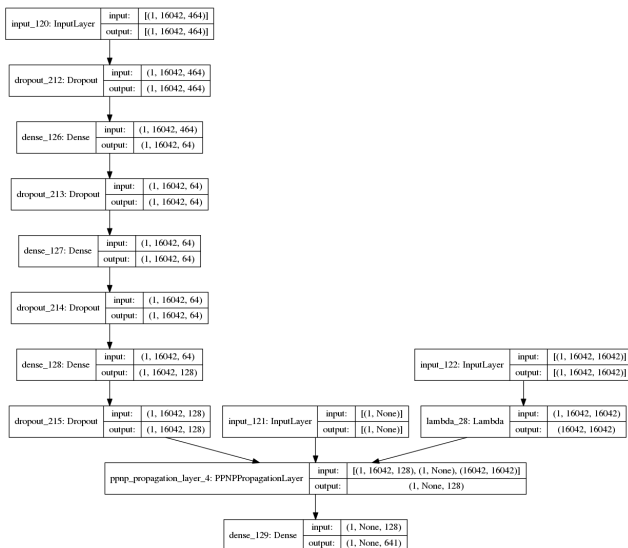 input_120: InputLayer input: [(1, 16042, 464)]
output: [(1, 16042, 464)]
dropout_212: Dropout input: (1, 16042, 464)
output: (1, 16042, 464)
dense_126: Dense input: (1, 16042, 464)
output: (1, 16042, 64)
dropout_213: Dropout input: (1, 16042, 64)
output: (1, 16042, 64)
dense_127: Dense input: (1, 16042, 64)
output: (1, 16042, 64)
dropout_214: Dropout input: (1, 16042, 64)
output: (1, 16042, 64)
dense_128: Dense input: (1, 16042, 64)
output: (1, 16042, 128)
input_122: InputLayer input: [(1, 16042, 16042)]
output: [(1, 16042, 16042)]
dropout_215: Dropout input: (1, 16042, 128)
output: (1, 16042, 128)
input_121: InputLayer input: [(1, None)]
output: [(1, None)]
lambda_28: Lambda input: (1, 16042, 16042)
output: (16042, 16042)
ppnp_propagation_layer_4: PPNPPropagationLayer input: [(1, 16042, 128), (1, None), (16042, 16042)]
output: (1, None, 128)
dense_129: Dense input: (1, None, 128)
output: (1, None, 641)